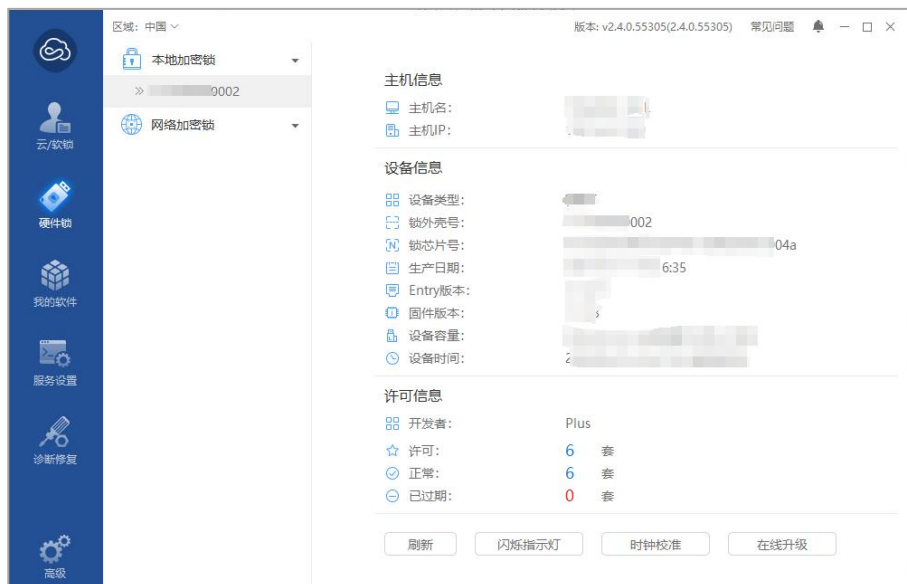 区域: 中国
版本: v2.4.0.55305(2.4.0.55305) 常见问题
云/软锁
硬件锁
我的软件
服务设置
诊断修复
高级
本地加密锁
0002
网络加密锁
主机信息
主机名:
主机IP:
设备信息
设备类型:
锁外壳号: 002
锁芯片号: 04a
生产日期: 6:35
Entry版本:
固件版本:
设备容量:
设备时间: 2
许可信息
开发者: Plus
许可: 6 套
正常: 6 套
已过期: 0 套
刷新 闪烁指示灯 时钟校准 在线升级